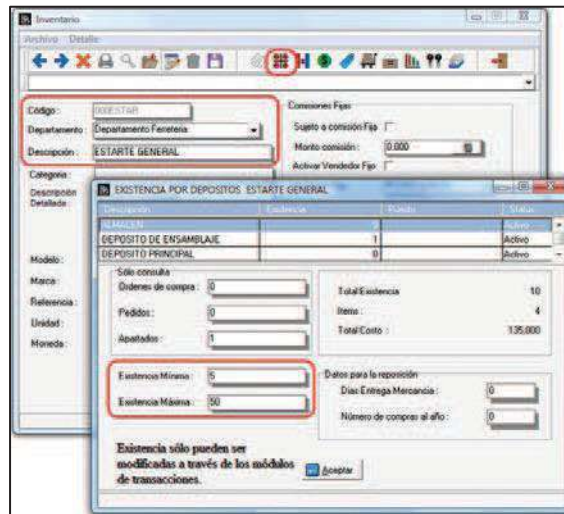 Inventario
Archivo Detalle
Código :
Departamento : Departamento Ferreteria
Descripción : ESTARTE GENERAL
Categoria :
Descripción
Detallada
Modelo :
Marca :
Referencia :
Unidad :
Moneda :
Comisiones Fijas
Sujeto a comisión Fija
Monto comisión : 0.000
Activar Vendedor Fijo
EXISTENCIA POR DEPOSITOS ESTARTE GENERAL
Descripción Existencia Puesto Status
ALMACEN 9 Activo
DEPOSITO DE ENSAMBLAJE 1 Activo
DEPOSITO PRINCIPAL 0 Activo
Sólo consulta
Ordenes de compra : 0
Pedidos : 0
Apartados : 1
Total Existencia 10
Items : 4
Total Costo : 135,000
Existencia Mínima : 5
Existencia Máxima : 50
Datos para la reposición
Dias Entrega Mercancia : 0
Número de compras al año : 0
Existencia sólo pueden ser
modificadas a través de los módulos
de transacciones.
Aceptar